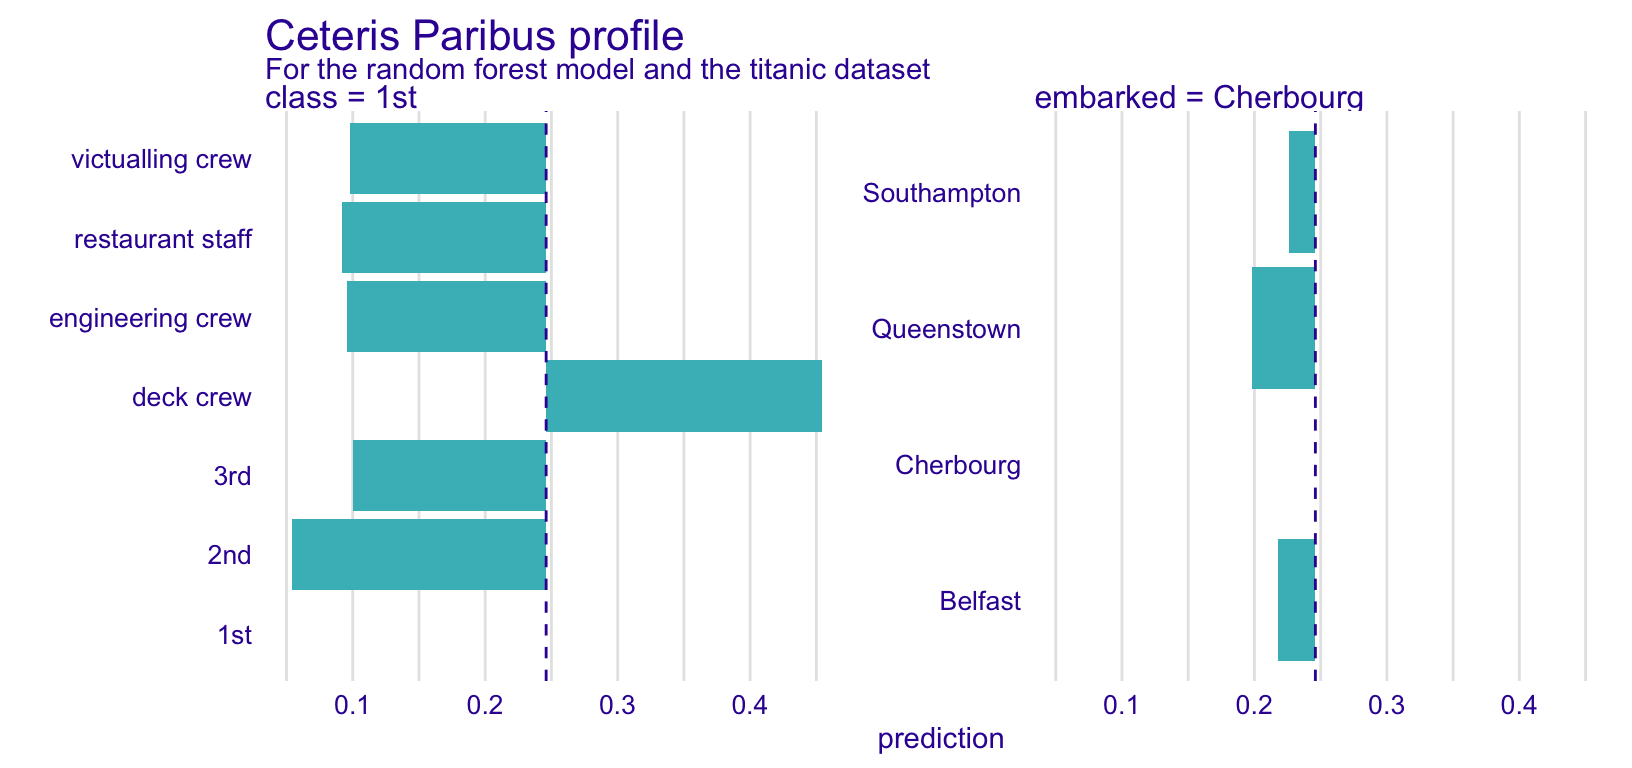 Ceteris Paribus profile
For the random forest model and the titanic dataset
class = 1st
victualling crew
restaurant staff
engineering crew
deck crew
3rd
2nd
1st
0.1 0.2 0.3 0.4
embarked = Cherbourg
Southampton
Queenstown
Cherbourg
Belfast
0.1 0.2 0.3 0.4
prediction